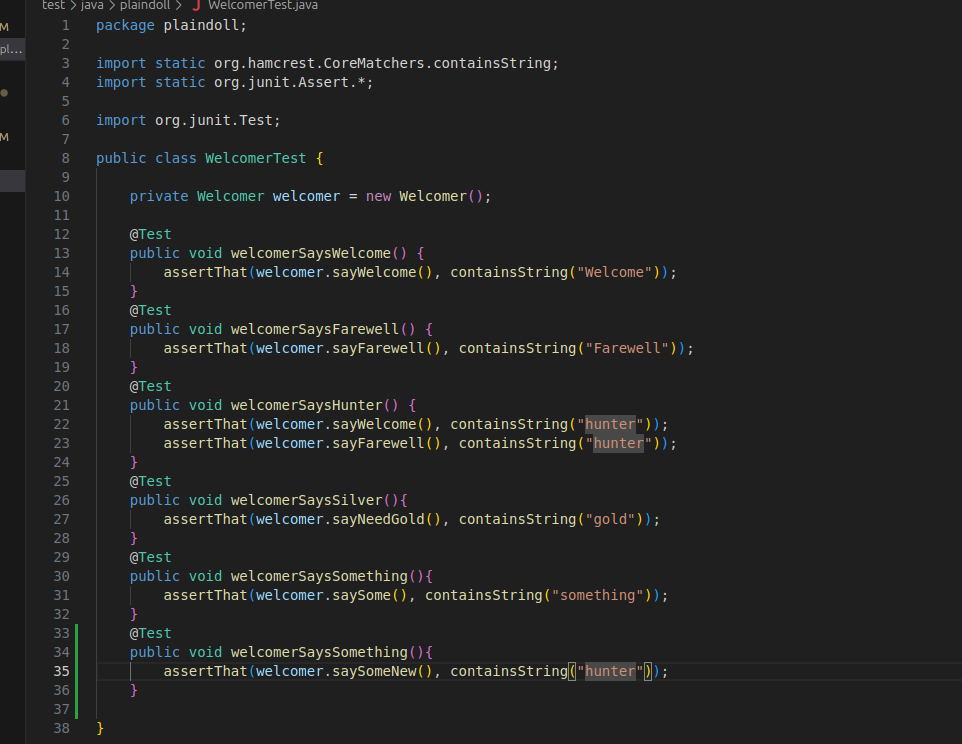 test > java > plaindoll > J WelcomerTest.java
M
pl...
M
1 package plaindoll;
2
3 import static org.hamcrest.CoreMatchers.containsString;
4 import static org.junit.Assert.*;
5
6 import org.junit.Test;
7
8 public class WelcomerTest {
9
10     private Welcomer welcomer = new Welcomer();
11
12     @Test
13     public void welcomerSaysWelcome() {
14         assertThat(welcomer.sayWelcome(), containsString("Welcome"));
15     }
16     @Test
17     public void welcomerSaysFarewell() {
18         assertThat(welcomer.sayFarewell(), containsString("Farewell"));
19     }
20     @Test
21     public void welcomerSaysHunter() {
22         assertThat(welcomer.sayWelcome(), containsString("hunter"));
23         assertThat(welcomer.sayFarewell(), containsString("hunter"));
24     }
25     @Test
26     public void welcomerSaysSilver(){
27         assertThat(welcomer.sayNeedGold(), containsString("gold"));
28     }
29     @Test
30     public void welcomerSaysSomething(){
31         assertThat(welcomer.saySome(), containsString("something"));
32     }
33     @Test
34     public void welcomerSaysSomething(){
35         assertThat(welcomer.saySomeNew(), containsString("hunter"));
36     }
37
38 }